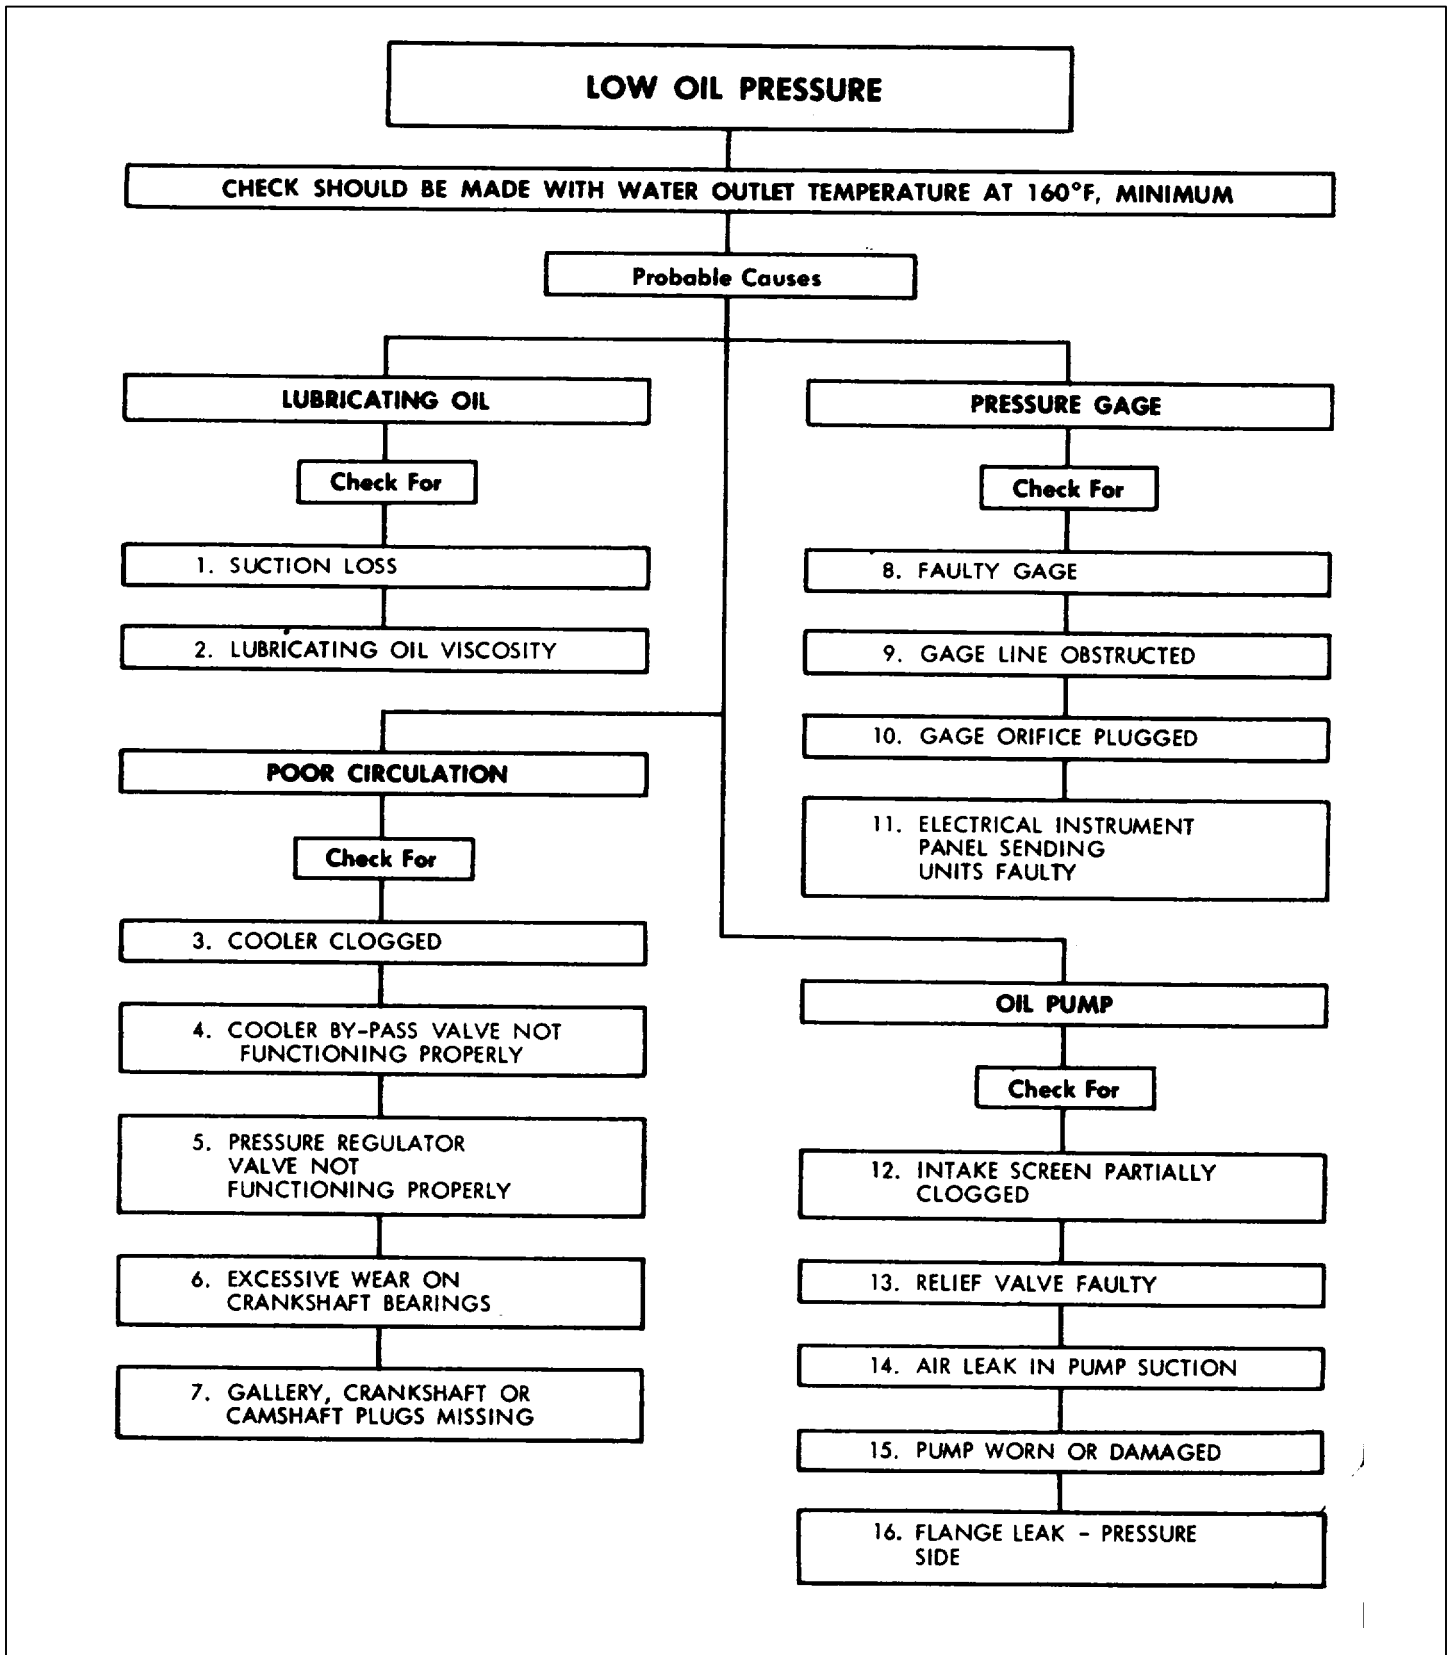 LOW OIL PRESSURE
CHECK SHOULD BE MADE WITH WATER OUTLET TEMPERATURE AT 160°F, MINIMUM
Probable Causes
LUBRICATING OIL
Check For
1. SUCTION LOSS
2. LUBRICATING OIL VISCOSITY
POOR CIRCULATION
Check For
3. COOLER CLOGGED
4. COOLER BY-PASS VALVE NOT
FUNCTIONING PROPERLY
5. PRESSURE REGULATOR
VALVE NOT
FUNCTIONING PROPERLY
6. EXCESSIVE WEAR ON
CRANKSHAFT BEARINGS
7. GALLERY, CRANKSHAFT OR
CAMSHAFT PLUGS MISSING
PRESSURE GAGE
Check For
8. FAULTY GAGE
9. GAGE LINE OBSTRUCTED
10. GAGE ORIFICE PLUGGED
11. ELECTRICAL INSTRUMENT
PANEL SENDING
UNITS FAULTY
OIL PUMP
Check For
12. INTAKE SCREEN PARTIALLY
CLOGGED
13. RELIEF VALVE FAULTY
14. AIR LEAK IN PUMP SUCTION
15. PUMP WORN OR DAMAGED
16. FLANGE LEAK - PRESSURE
SIDE